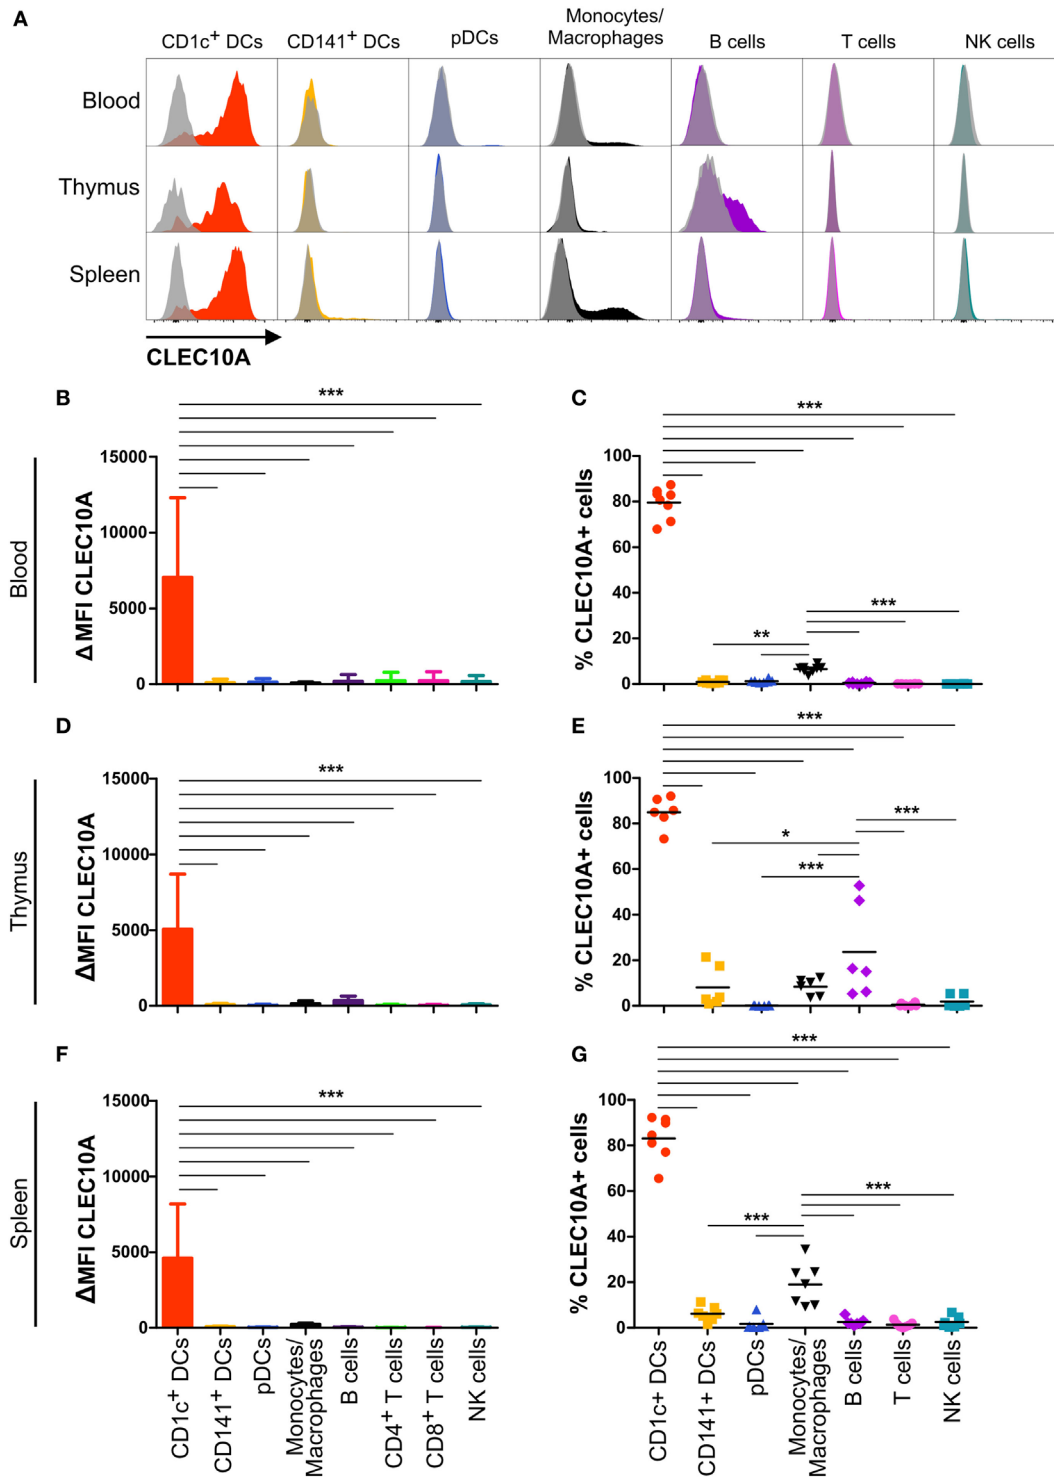 A
CD1c+ DCs
CD141+ DCs
pDCs
Monocytes/
Macrophages
B cells
T cells
NK cells
Blood
Thymus
Spleen
CLEC10A
B
***
15000
10000
5000
0
ΔMFI CLEC10A
Blood
C
***
100
80
60
40
20
0
% CLEC10A+ cells
**
***
D
***
15000
10000
5000
0
ΔMFI CLEC10A
Thymus
E
***
100
80
60
40
20
0
% CLEC10A+ cells
*
***
***
F
***
15000
10000
5000
0
ΔMFI CLEC10A
Spleen
CD1c+ DCs
CD141+ DCs
pDCs
Monocytes/
Macrophages
B cells
CD4+ T cells
CD8+ T cells
NK cells
G
***
100
80
60
40
20
0
% CLEC10A+ cells
***
***
CD1c+ DCs
CD141+ DCs
pDCs
Monocytes/
Macrophages
B cells
T cells
NK cells